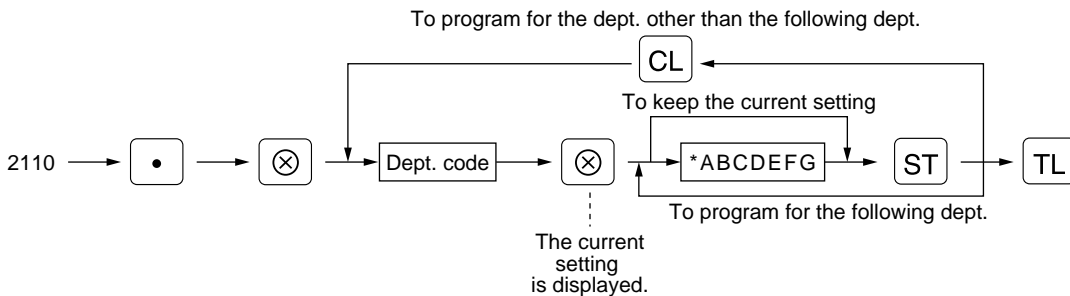 To program for the dept. other than the following dept.
CL
To keep the current setting
2110 • ⊗ Dept. code ⊗ *ABCDEFG ST TL
To program for the following dept.
The current
setting
is displayed.